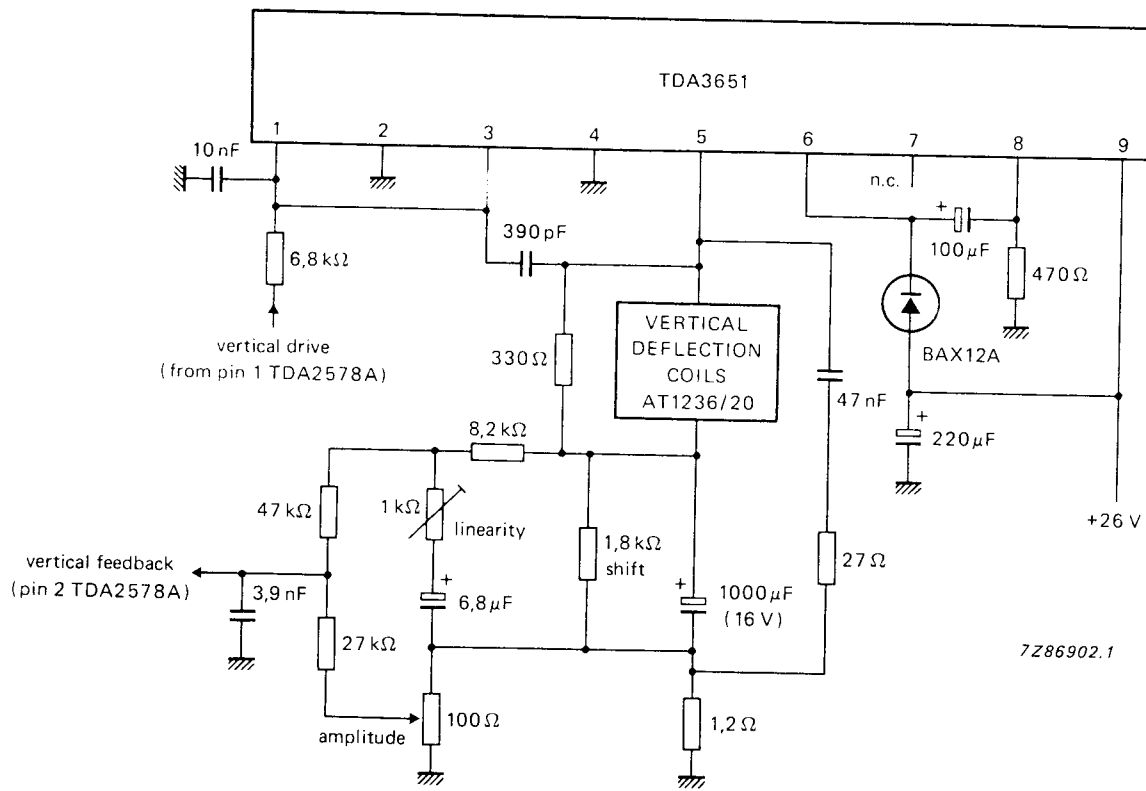 TDA3651
1 2 3 4 5 6 7 8 9
10 nF
n.c.
+
100 μF
390 pF
6,8 kΩ
470 Ω
vertical drive
(from pin 1 TDA2578A)
330 Ω
VERTICAL
DEFLECTION
COILS
AT1236/20
BAX12A
47 nF
+
220 μF
8,2 kΩ
47 kΩ
1 kΩ
linearity
+26 V
1,8 kΩ
shift
27 Ω
vertical feedback
(pin 2 TDA2578A)
3,9 nF
+
6,8 μF
+
1000 μF
(16 V)
27 kΩ
7Z86902.1
100 Ω
amplitude
1,2 Ω